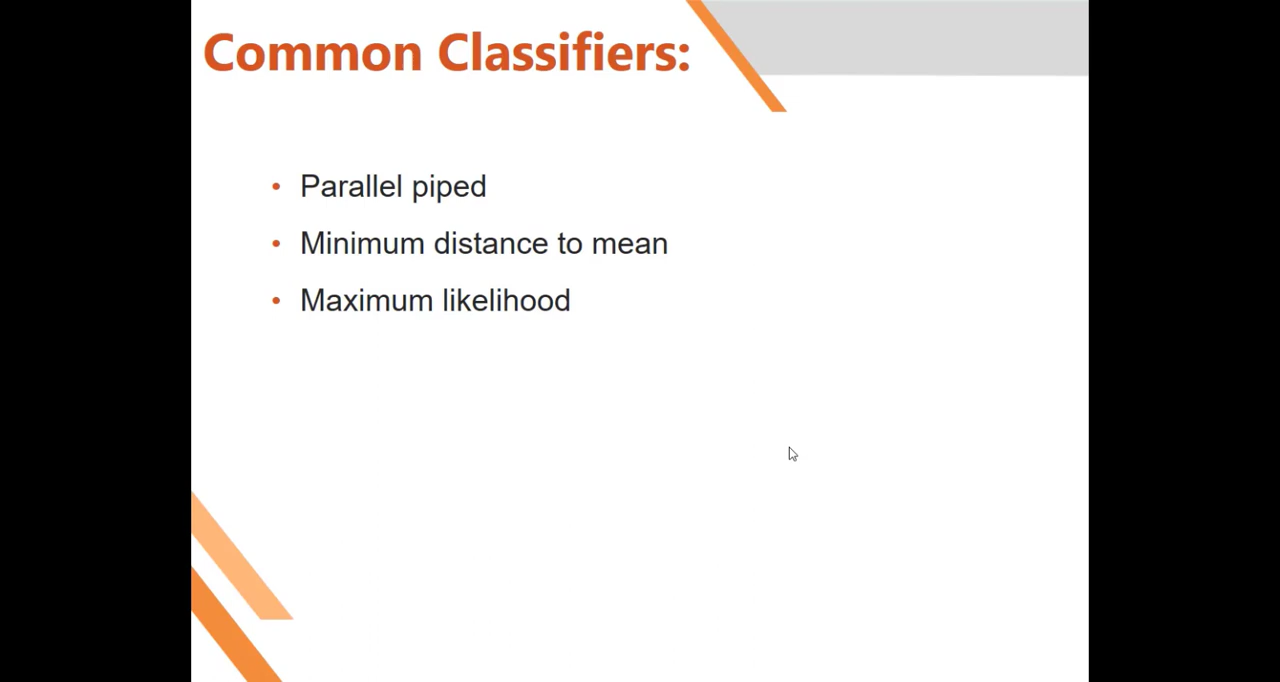 Common Classifiers:
• Parallel piped
• Minimum distance to mean
• Maximum likelihood